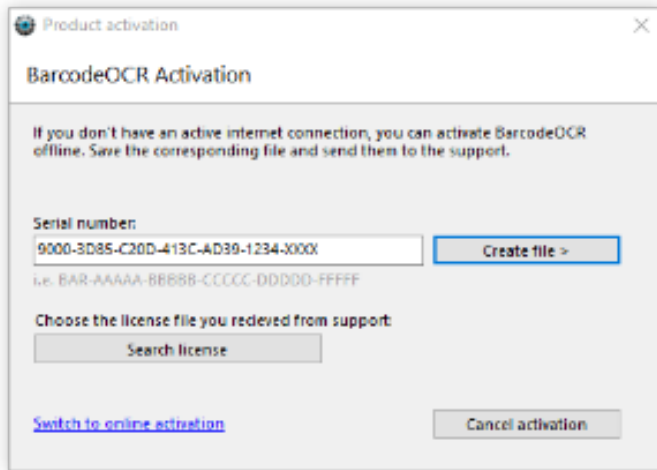 Product activation
BarcodeOCR Activation
If you don't have an active internet connection, you can activate BarcodeOCR
offline. Save the corresponding file and send them to the support.
Serial number:
9000-3D85-C20D-413C-AD39-1234-XXXX
Create file >
i.e. BAR-AAAAA-BBBBB-CCCCC-DDDDD-FFFFF
Choose the license file you recieved from support:
Search license
Switch to online activation
Cancel activation